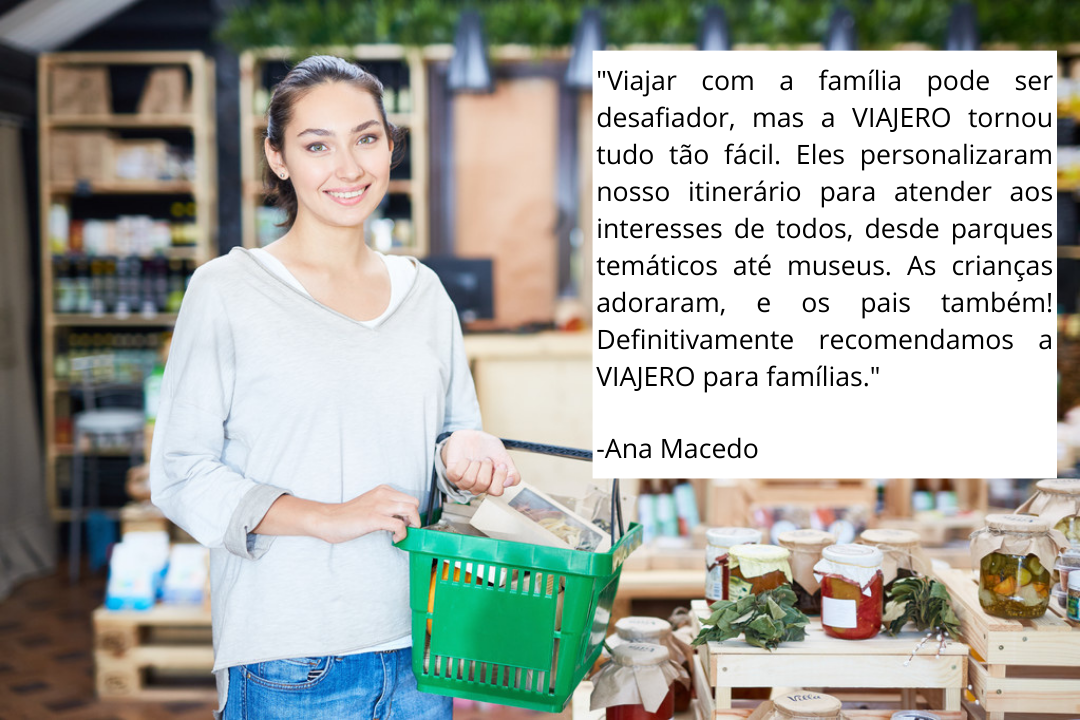 "Viajar com a família pode ser
desafiador, mas a VIAJERO tornou
tudo tão fácil. Eles personalizaram
nosso itinerário para atender aos
interesses de todos, desde parques
temáticos até museus. As crianças
adoraram, e os pais também!
Definitivamente recomendamos a
VIAJERO para famílias."
-Ana Macedo